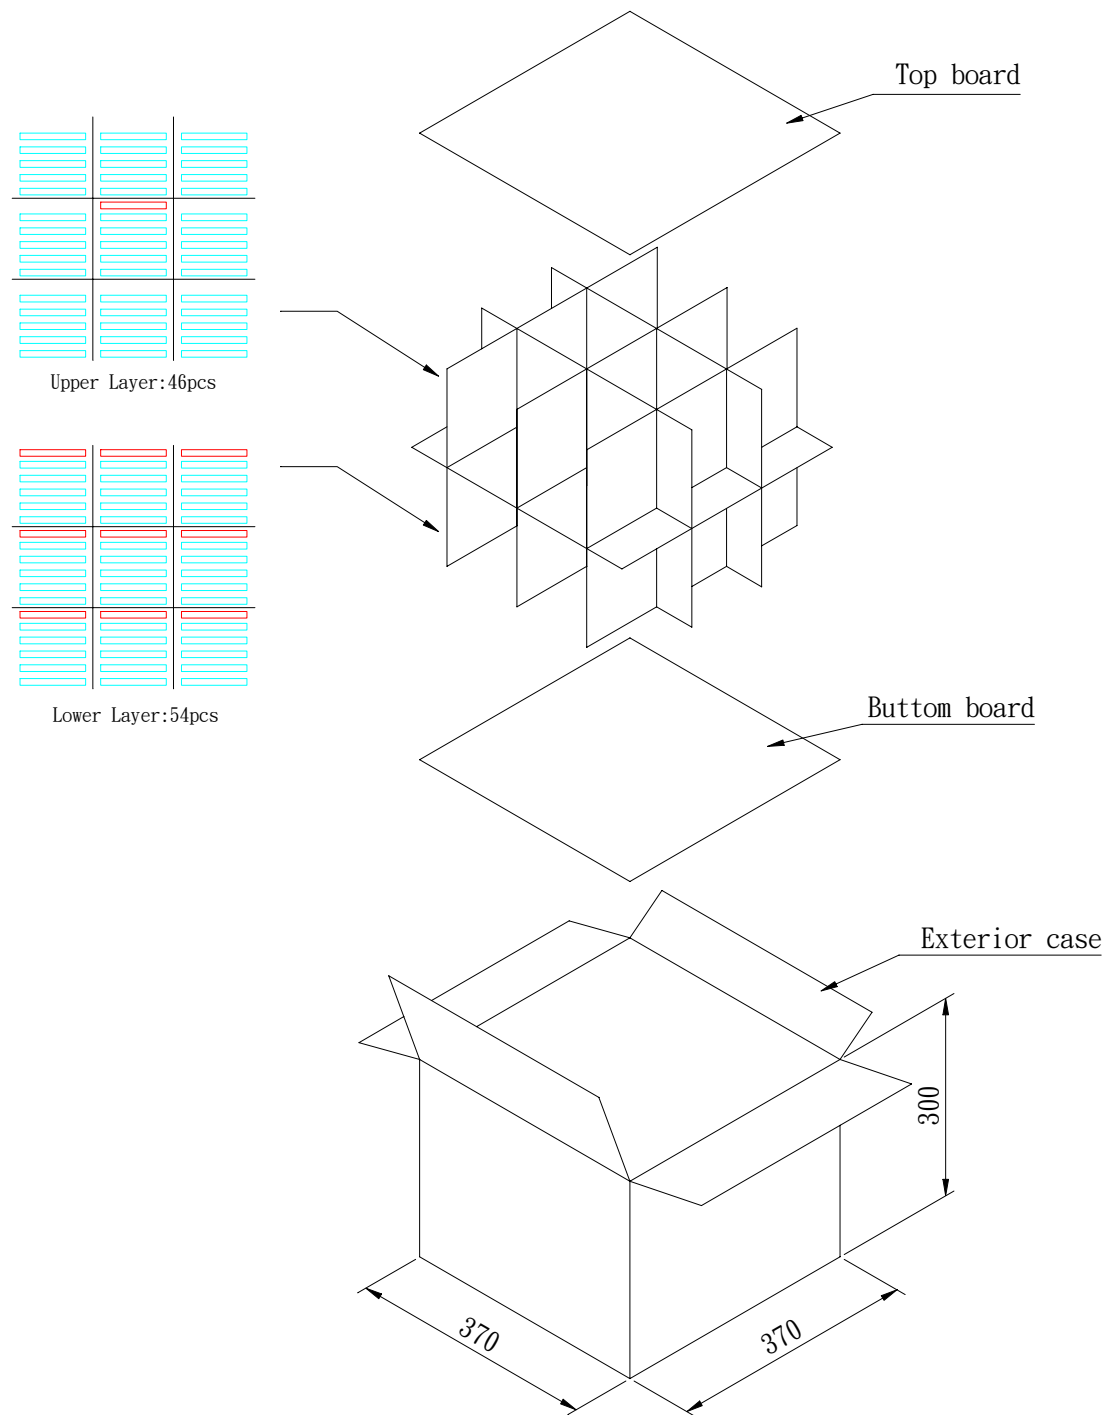 Top board
Upper Layer:46pcs
Lower Layer:54pcs
Buttom board
Exterior case
300
370
370